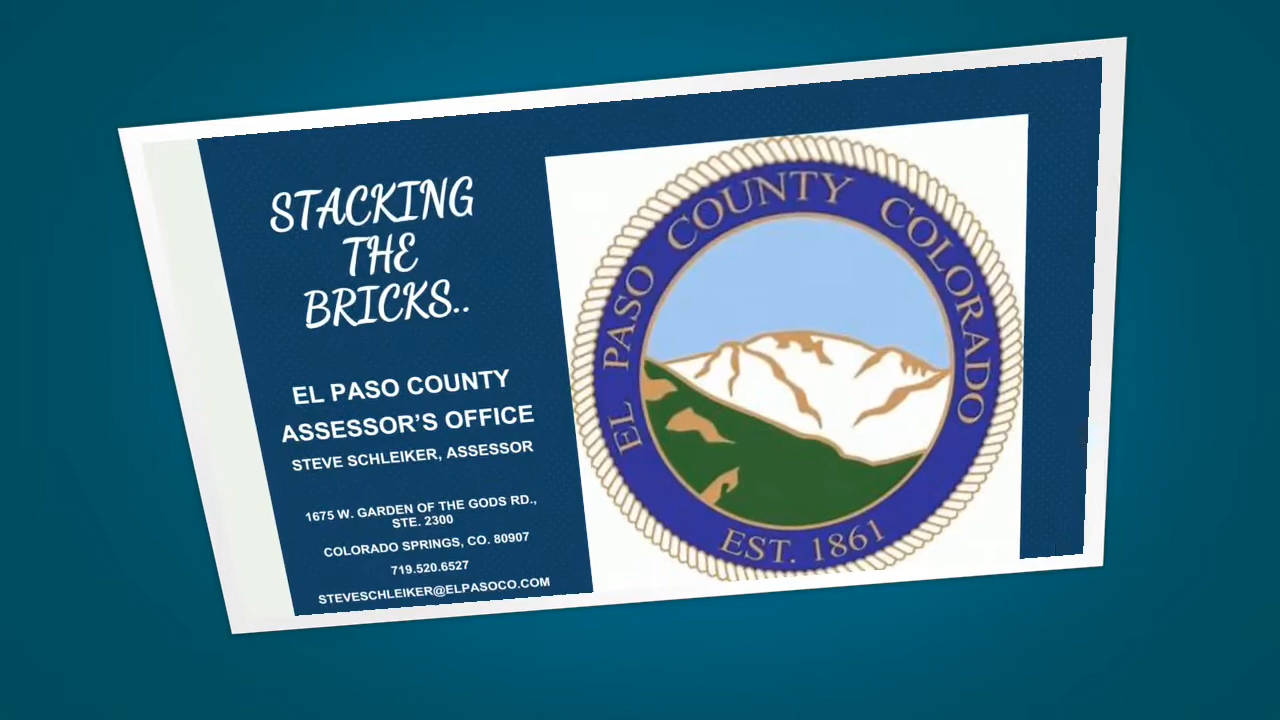 STACKING
THE
BRICKS..
EL PASO COUNTY
ASSESSOR'S OFFICE
STEVE SCHLEIKER, ASSESSOR
1675 W. GARDEN OF THE GODS RD.,
STE. 2300
COLORADO SPRINGS, CO. 80907
719.520.6527
STEVESCHLEIKER@ELPASOCO.COM
EL PASO COUNTY COLORADO
EST. 1861